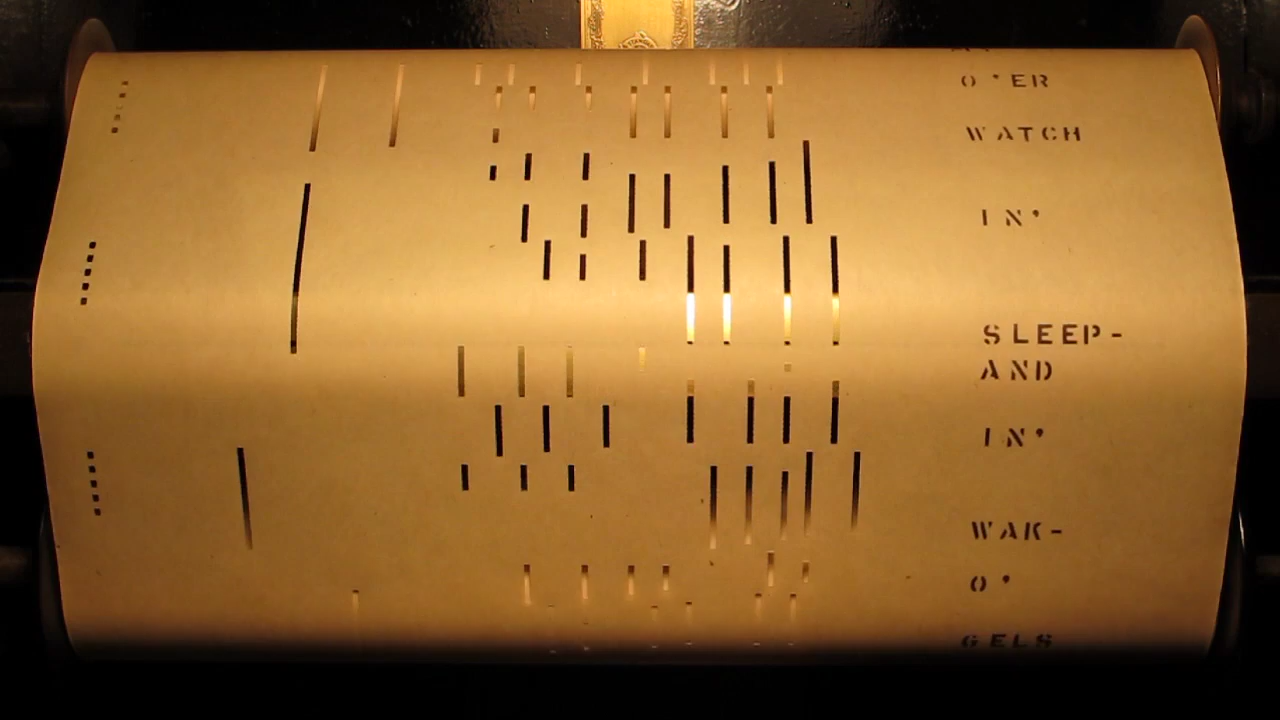 O'ER
WATCH
IN'
SLEEP-
AND
IN'
WAK-
O'
GELS